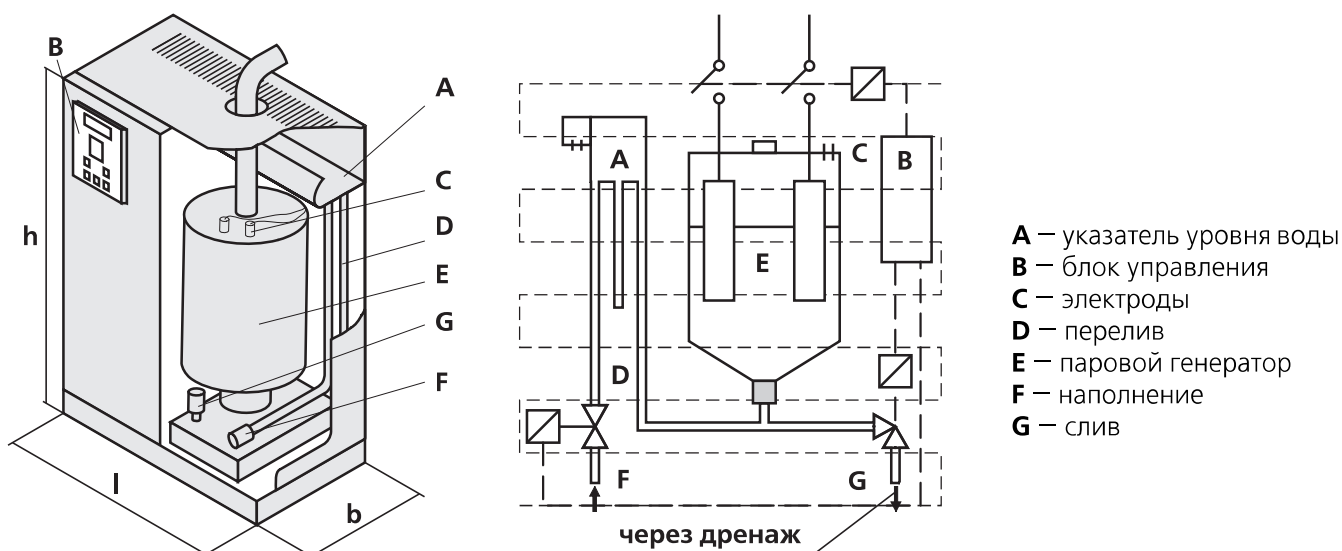 B
A
C
D
E
G
F
h
l
b
A
C
B
E
D
F
G
через дренаж
A – указатель уровня воды
B – блок управления
C – электроды
D – перелив
E – паровой генератор
F – наполнение
G – слив